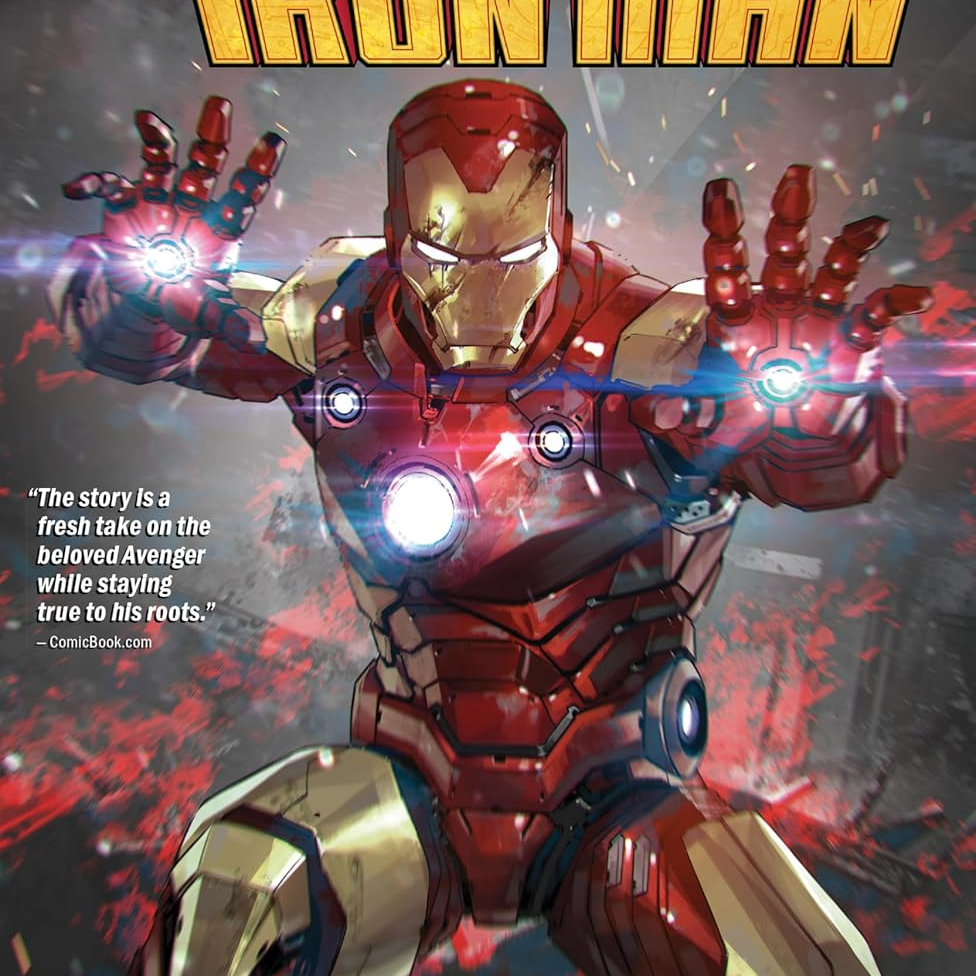 IRON MAN
“The story is a
fresh take on the
beloved Avenger
while staying
true to his roots.”
– ComicBook.com